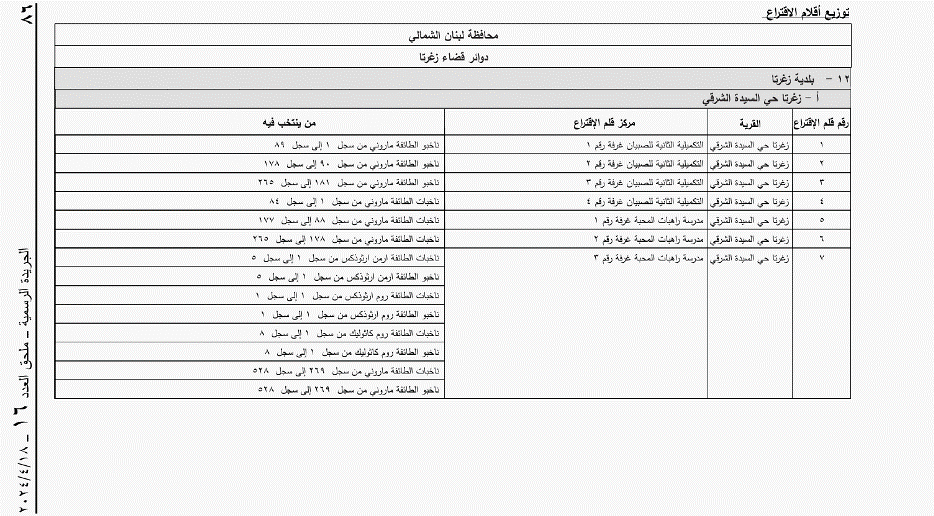 ٨٦
الجريدة الرسمية – ملحق العدد ١٦ – ٢٠٢٤/٤/١٨
توزيع أقلام الاقتراع
محافظة لبنان الشمالي
دوائر قضاء زغرتا
١٢ – بلدية زغرتا
أ – زغرتا حي السيدة الشرقي
رقم قلم الإقتراع القرية مركز قلم الإقتراع من ينتخب فيه
١ زغرتا حي السيدة الشرقي التكميلية الثانية للصبيان غرفة رقم ١ ناخبو الطائفة ماروني من سجل ١ إلى سجل ٨٩
٢ زغرتا حي السيدة الشرقي التكميلية الثانية للصبيان غرفة رقم ٢ ناخبو الطائفة ماروني من سجل ٩٠ إلى سجل ١٧٨
٣ زغرتا حي السيدة الشرقي التكميلية الثانية للصبيان غرفة رقم ٣ ناخبو الطائفة ماروني من سجل ١٨١ إلى سجل ٢٦٥
٤ زغرتا حي السيدة الشرقي التكميلية الثانية للصبيان غرفة رقم ٤ ناخبات الطائفة ماروني من سجل ١ إلى سجل ٨٤
٥ زغرتا حي السيدة الشرقي مدرسة راهبات المحبة غرفة رقم ١ ناخبات الطائفة ماروني من سجل ٨٨ إلى سجل ١٧٧
٦ زغرتا حي السيدة الشرقي مدرسة راهبات المحبة غرفة رقم ٢ ناخبات الطائفة ماروني من سجل ١٧٨ إلى سجل ٢٦٥
٧ زغرتا حي السيدة الشرقي مدرسة راهبات المحبة غرفة رقم ٣ ناخبات الطائفة ارمن ارثوذكس من سجل ١ إلى سجل ٥
ناخبو الطائفة ارمن ارثوذكس من سجل ١ إلى سجل ٥
ناخبات الطائفة روم ارثوذكس من سجل ١ إلى سجل ١
ناخبو الطائفة روم ارثوذكس من سجل ١ إلى سجل ١
ناخبات الطائفة روم كاثوليك من سجل ١ إلى سجل ٨
ناخبو الطائفة روم كاثوليك من سجل ١ إلى سجل ٨
ناخبات الطائفة ماروني من سجل ٢٦٩ إلى سجل ٥٢٨
ناخبو الطائفة ماروني من سجل ٢٦٩ إلى سجل ٥٢٨